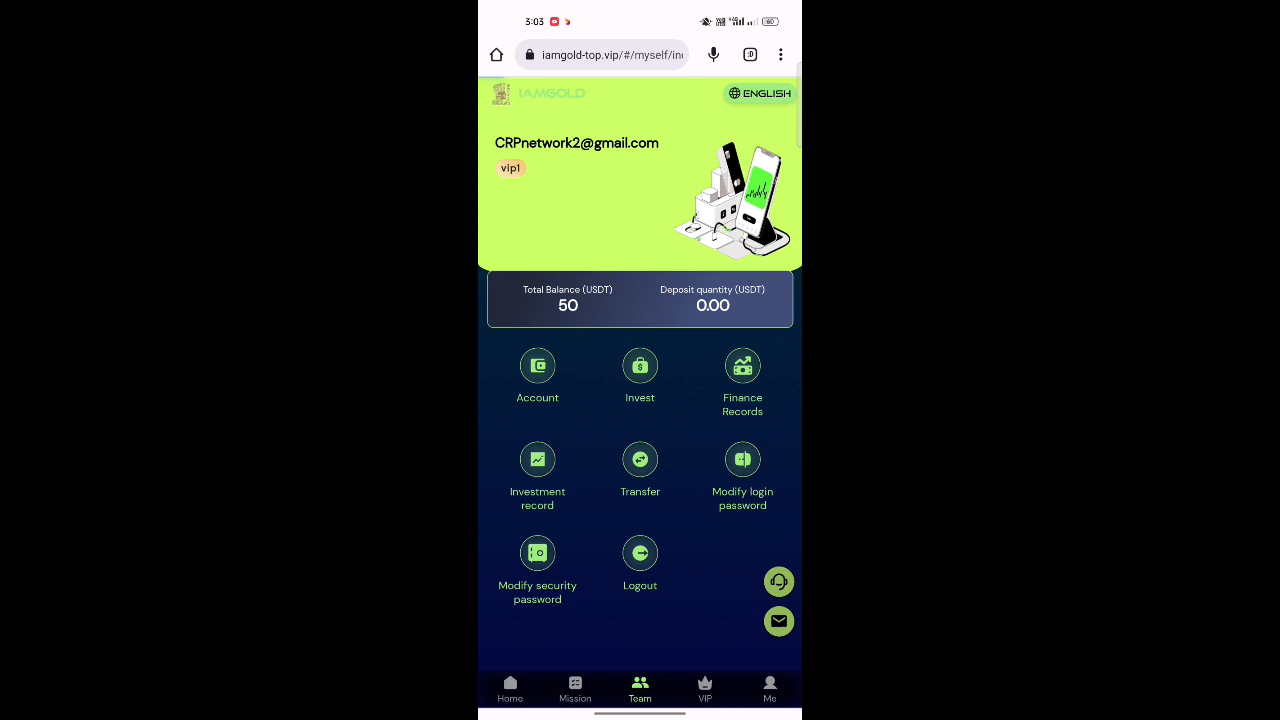 3:03
60
iamgold-top.vip/#/myself/in
:D
IAMGOLD
ENGLISH
CRPnetwork2@gmail.com
vip1
Total Balance (USDT)
Deposit quantity (USDT)
50
0.00
Account
Invest
Finance
Records
Investment
record
Transfer
Modify login
password
Modify security
password
Logout
Home
Mission
Team
VIP
Me